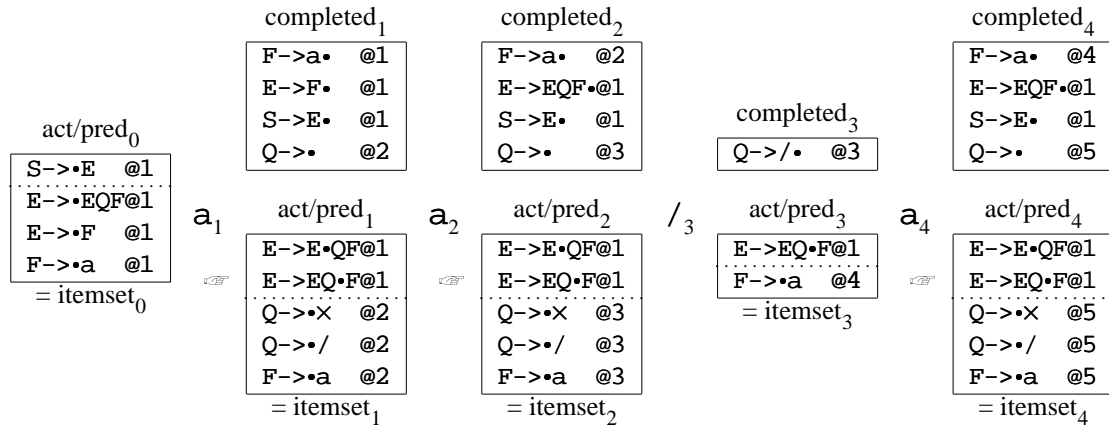 act/pred₀
S->•E @1
E->•EQF@1
E->•F @1
F->•a @1
= itemset₀
a₁
completed₁
F->a• @1
E->F• @1
S->E• @1
Q->• @2
act/pred₁
E->E•QF@1
E->EQ•F@1
Q->•× @2
Q->•/ @2
F->•a @2
= itemset₁
a₂
completed₂
F->a• @2
E->EQF•@1
S->E• @1
Q->• @3
act/pred₂
E->E•QF@1
E->EQ•F@1
Q->•× @3
Q->•/ @3
F->•a @3
= itemset₂
/₃
completed₃
Q->/• @3
act/pred₃
E->EQ•F@1
F->•a @4
= itemset₃
a₄
completed₄
F->a• @4
E->EQF•@1
S->E• @1
Q->• @5
act/pred₄
E->E•QF@1
E->EQ•F@1
Q->•× @5
Q->•/ @5
F->•a @5
= itemset₄